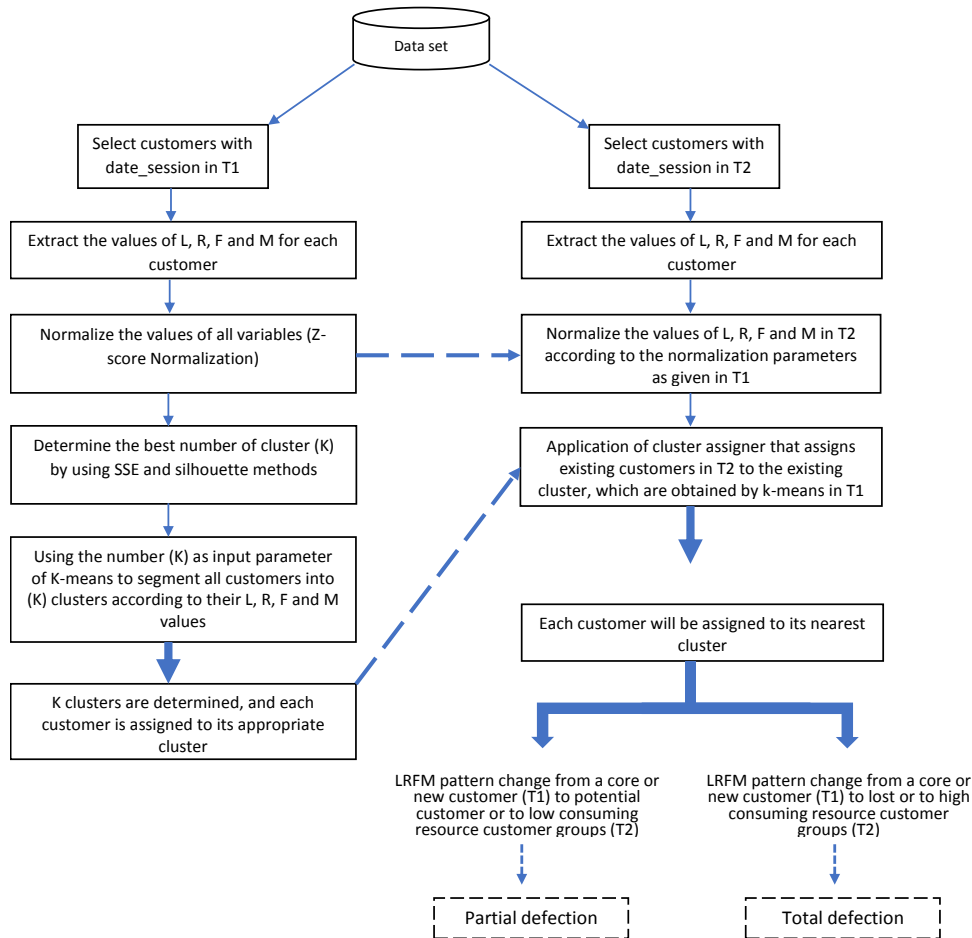 Data set
Select customers with
date_session in T1
Select customers with
date_session in T2
Extract the values of L, R, F and M for each
customer
Extract the values of L, R, F and M for each
customer
Normalize the values of all variables (Z-
score Normalization)
Normalize the values of L, R, F and M in T2
according to the normalization parameters
as given in T1
Determine the best number of cluster (K)
by using SSE and silhouette methods
Application of cluster assigner that assigns
existing customers in T2 to the existing
cluster, which are obtained by k-means in T1
Using the number (K) as input parameter
of K-means to segment all customers into
(K) clusters according to their L, R, F and M
values
Each customer will be assigned to its nearest
cluster
K clusters are determined, and each
customer is assigned to its appropriate
cluster
LRFM pattern change from a core or
new customer (T1) to potential
customer or to low consuming
resource customer groups (T2)
LRFM pattern change from a core or
new customer (T1) to lost or to high
consuming resource customer
groups (T2)
Partial defection
Total defection